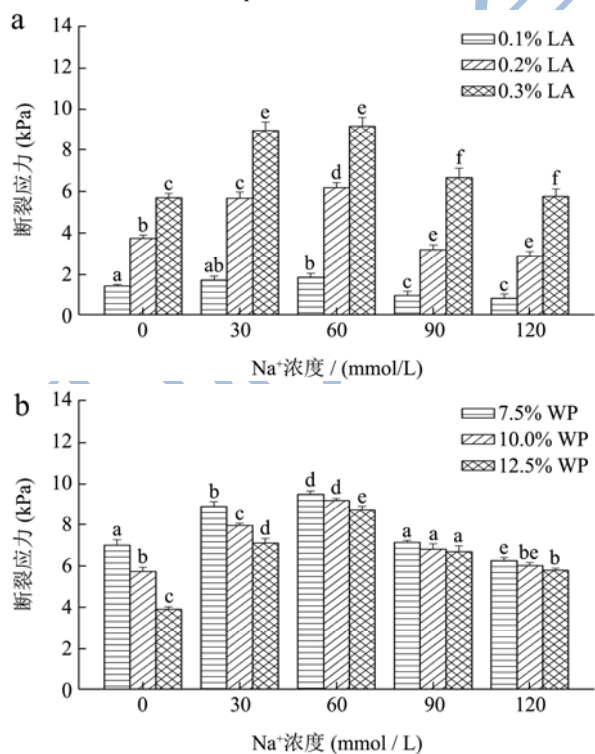 a
14
12
10
8
6
4
2
0
断裂应力 (kPa)
0.1% LA
0.2% LA
0.3% LA
a b c
ab c e
b d e
c e f
c e f
0 30 60 90 120
Na⁺浓度 / (mmol/L)
b
14
12
10
8
6
4
2
0
断裂应力 (kPa)
7.5% WP
10.0% WP
12.5% WP
a b c
b c d
d d e
a a a
e be b
0 30 60 90 120
Na⁺浓度 (mmol / L)